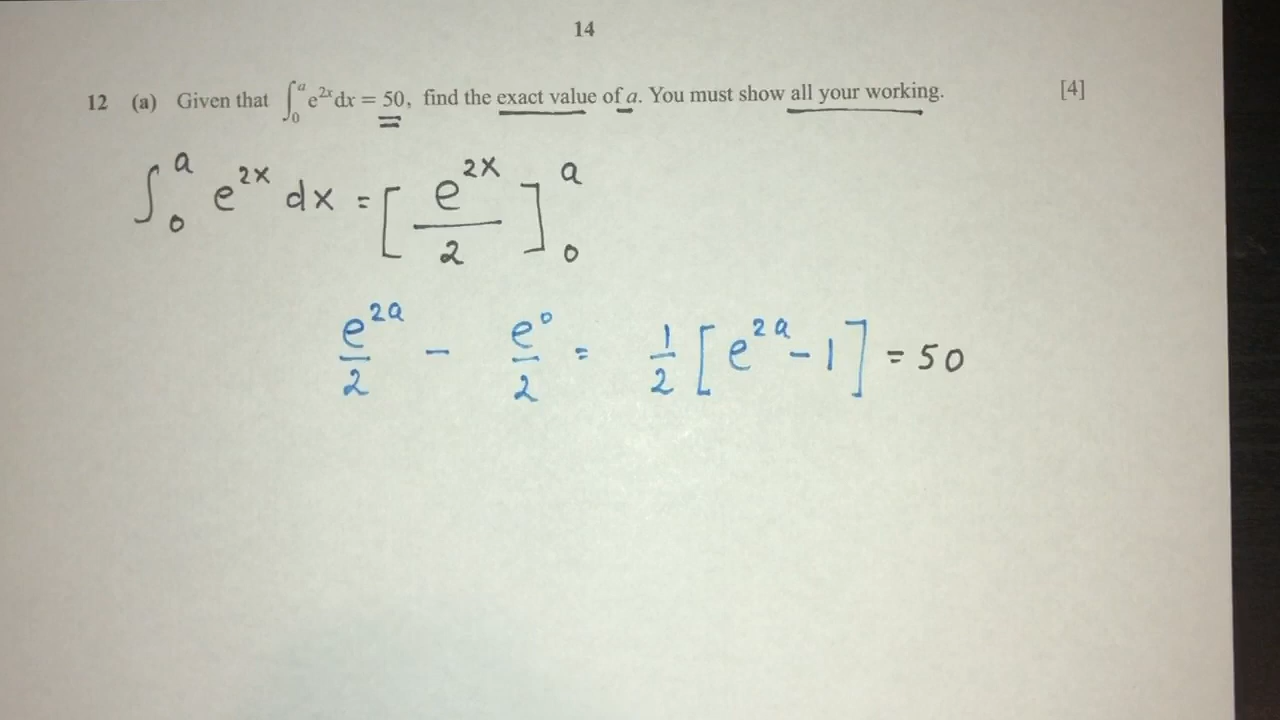 14
12 (a) Given that ∫₀ᵃ e²ˣ dx = 50, find the exact value of a. You must show all your working. [4]
∫₀ᵃ e²ˣ dx = [e²ˣ/2]₀ᵃ
e²ᵃ/2 - e⁰/2 = 1/2 [e²ᵃ - 1] = 50